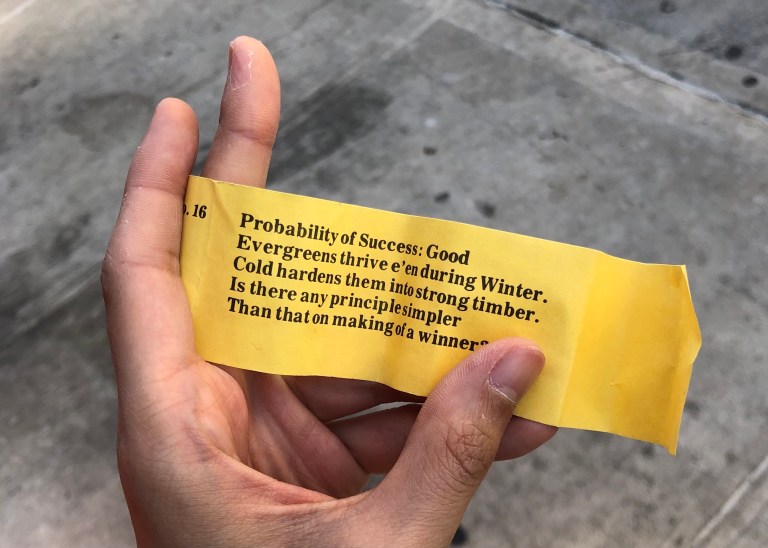 . 16
Probability of Success: Good
Evergreens thrive e'en during Winter.
Cold hardens them into strong timber.
Is there any principle simpler
Than that on making of a winner?